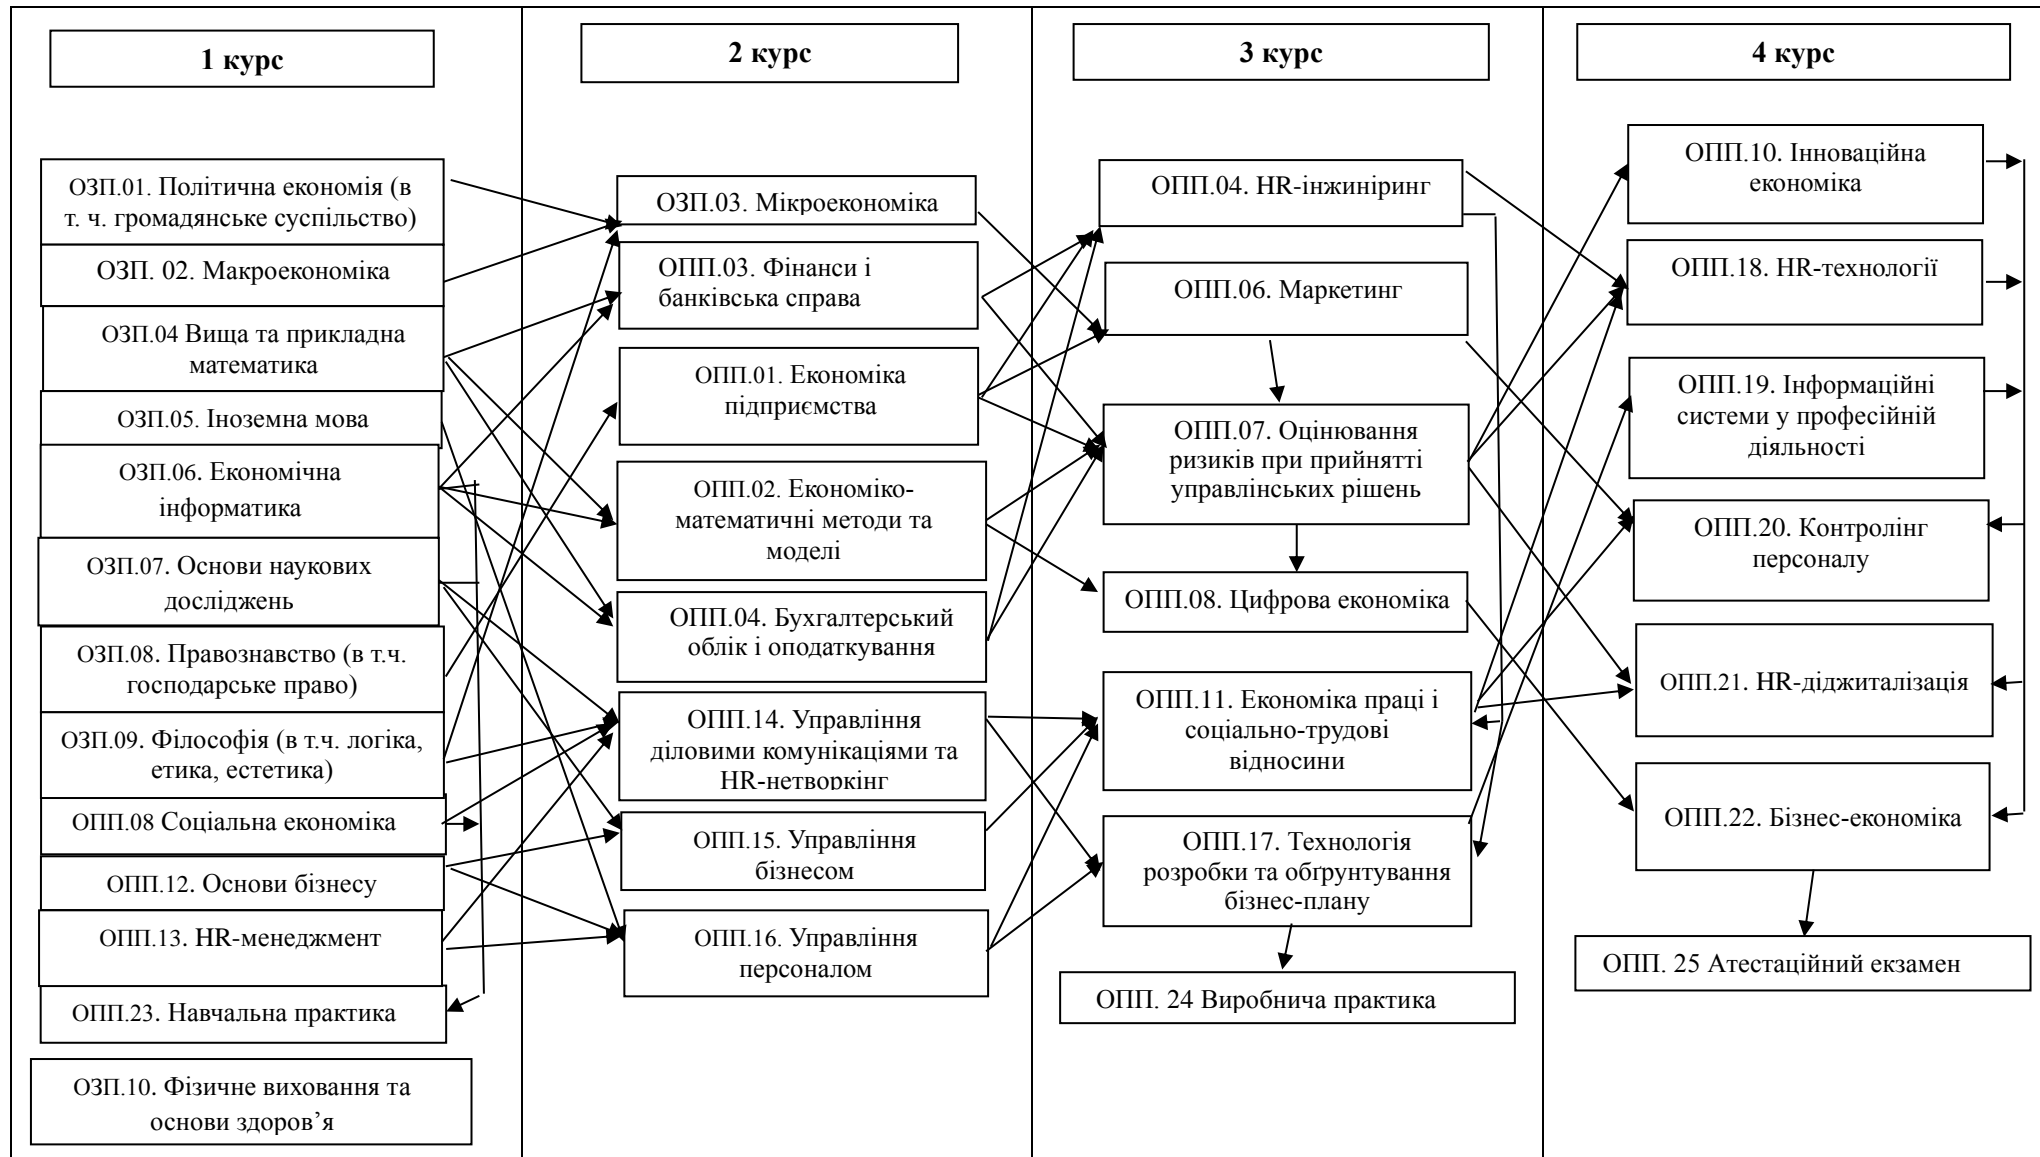 1 курс
ОЗП.01. Політична економія (в
т. ч. громадянське суспільство)
ОЗП. 02. Макроекономіка
ОЗП.04 Вища та прикладна
математика
ОЗП.05. Іноземна мова
ОЗП.06. Економічна
інформатика
ОЗП.07. Основи наукових
досліджень
ОЗП.08. Правознавство (в т.ч.
господарське право)
ОЗП.09. Філософія (в т.ч. логіка,
етика, естетика)
ОПП.08 Соціальна економіка
ОПП.12. Основи бізнесу
ОПП.13. HR-менеджмент
ОПП.23. Навчальна практика
ОЗП.10. Фізичне виховання та
основи здоров’я
2 курс
ОЗП.03. Мікроекономіка
ОПП.03. Фінанси і
банківська справа
ОПП.01. Економіка
підприємства
ОПП.02. Економіко-
математичні методи та
моделі
ОПП.04. Бухгалтерський
облік і оподаткування
ОПП.14. Управління
діловими комунікаціями та
HR-нетворкінг
ОПП.15. Управління
бізнесом
ОПП.16. Управління
персоналом
3 курс
ОПП.04. HR-інжиніринг
ОПП.06. Маркетинг
ОПП.07. Оцінювання
ризиків при прийнятті
управлінських рішень
ОПП.08. Цифрова економіка
ОПП.11. Економіка праці і
соціально-трудові
відносини
ОПП.17. Технологія
розробки та обґрунтування
бізнес-плану
ОПП. 24 Виробнича практика
4 курс
ОПП.10. Інноваційна
економіка
ОПП.18. HR-технології
ОПП.19. Інформаційні
системи у професійній
діяльності
ОПП.20. Контролінг
персоналу
ОПП.21. HR-діджиталізація
ОПП.22. Бізнес-економіка
ОПП. 25 Атестаційний екзамен